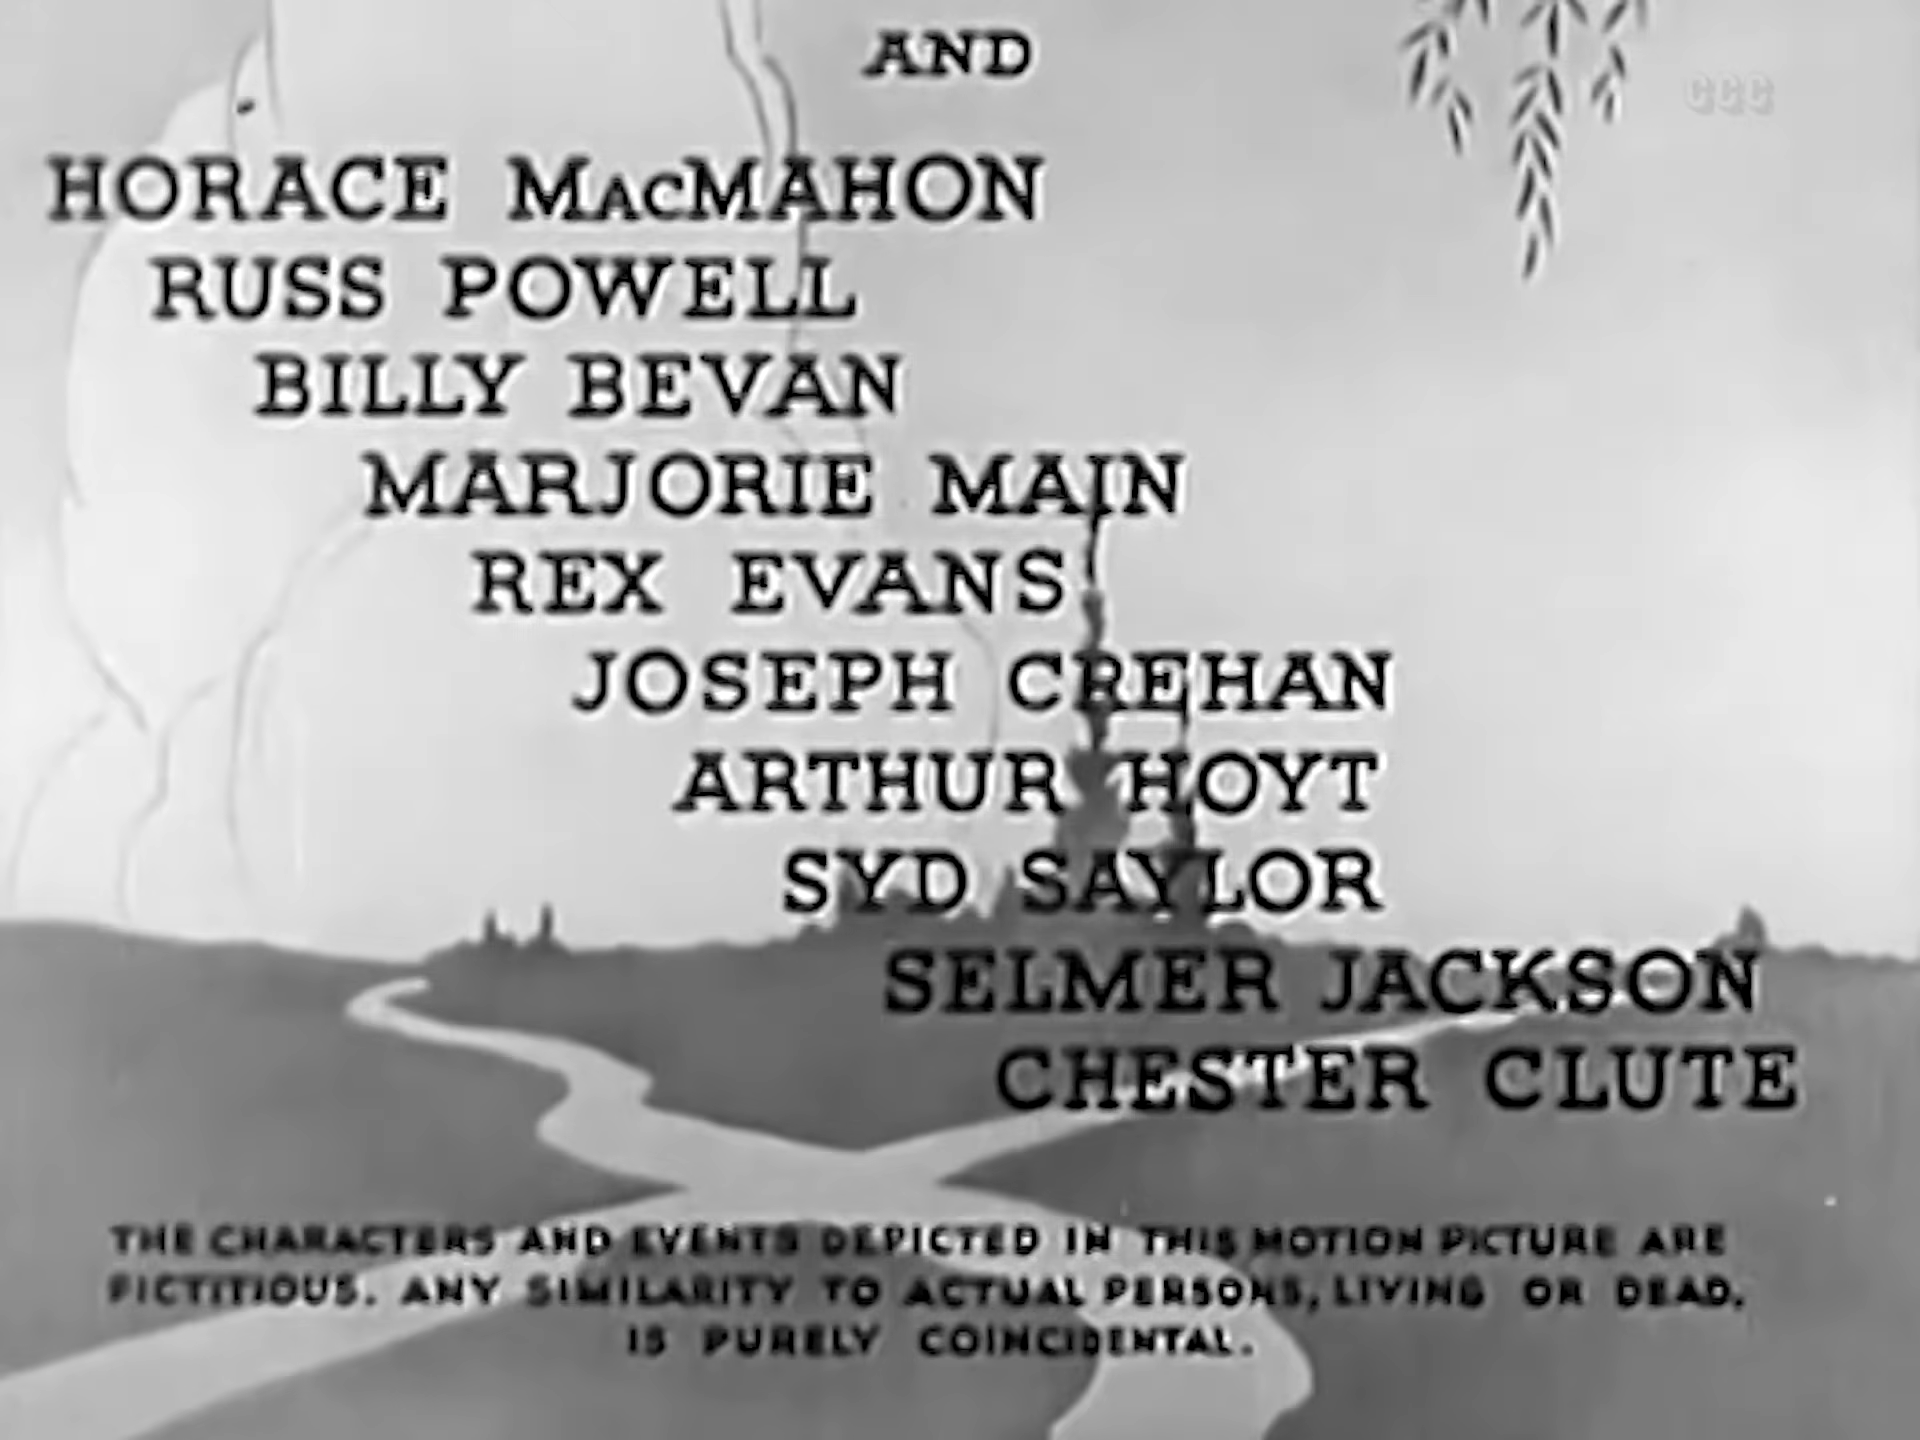 AND
CCC
HORACE MACMAHON
RUSS POWELL
BILLY BEVAN
MARJORIE MAIN
REX EVANS
JOSEPH CREHAN
ARTHUR HOYT
SYD SAYLOR
SELMER JACKSON
CHESTER CLUTE
THE CHARACTERS AND EVENTS DEPICTED IN THIS MOTION PICTURE ARE
FICTITIOUS. ANY SIMILARITY TO ACTUAL PERSONS, LIVING OR DEAD,
IS PURELY COINCIDENTAL.